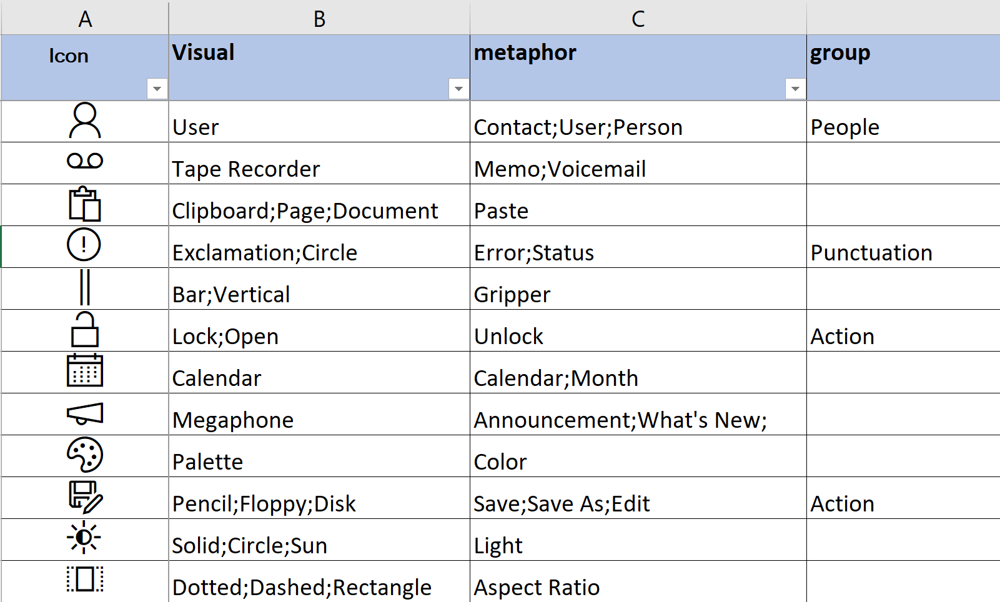 A B C
Icon Visual metaphor group
User Contact;User;Person People
Tape Recorder Memo;Voicemail
Clipboard;Page;Document Paste
Exclamation;Circle Error;Status Punctuation
Bar;Vertical Gripper
Lock;Open Unlock Action
Calendar Calendar;Month
Megaphone Announcement;What's New;
Palette Color
Pencil;Floppy;Disk Save;Save As;Edit Action
Solid;Circle;Sun Light
Dotted;Dashed;Rectangle Aspect Ratio